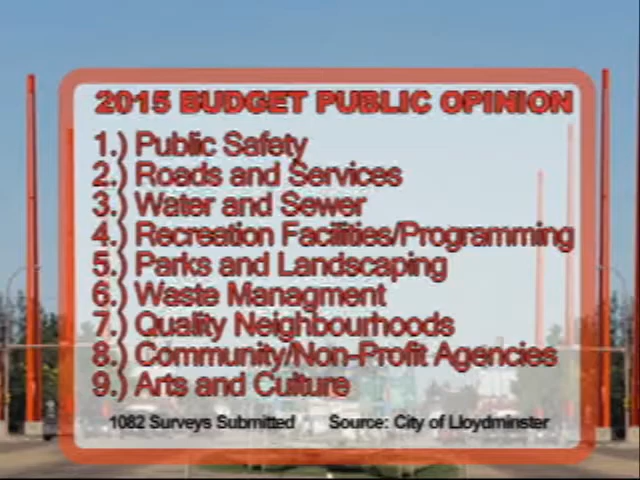 2015 BUDGET PUBLIC OPINION
1.) Public Safety
2.) Roads and Services
3.) Water and Sewer
4.) Recreation Facilities/Programming
5.) Parks and Landscaping
6.) Waste Managment
7.) Quality Neighbourhoods
8.) Community/Non-Profit Agencies
9.) Arts and Culture
1082 Surveys Submitted Source: City of Lloydminster